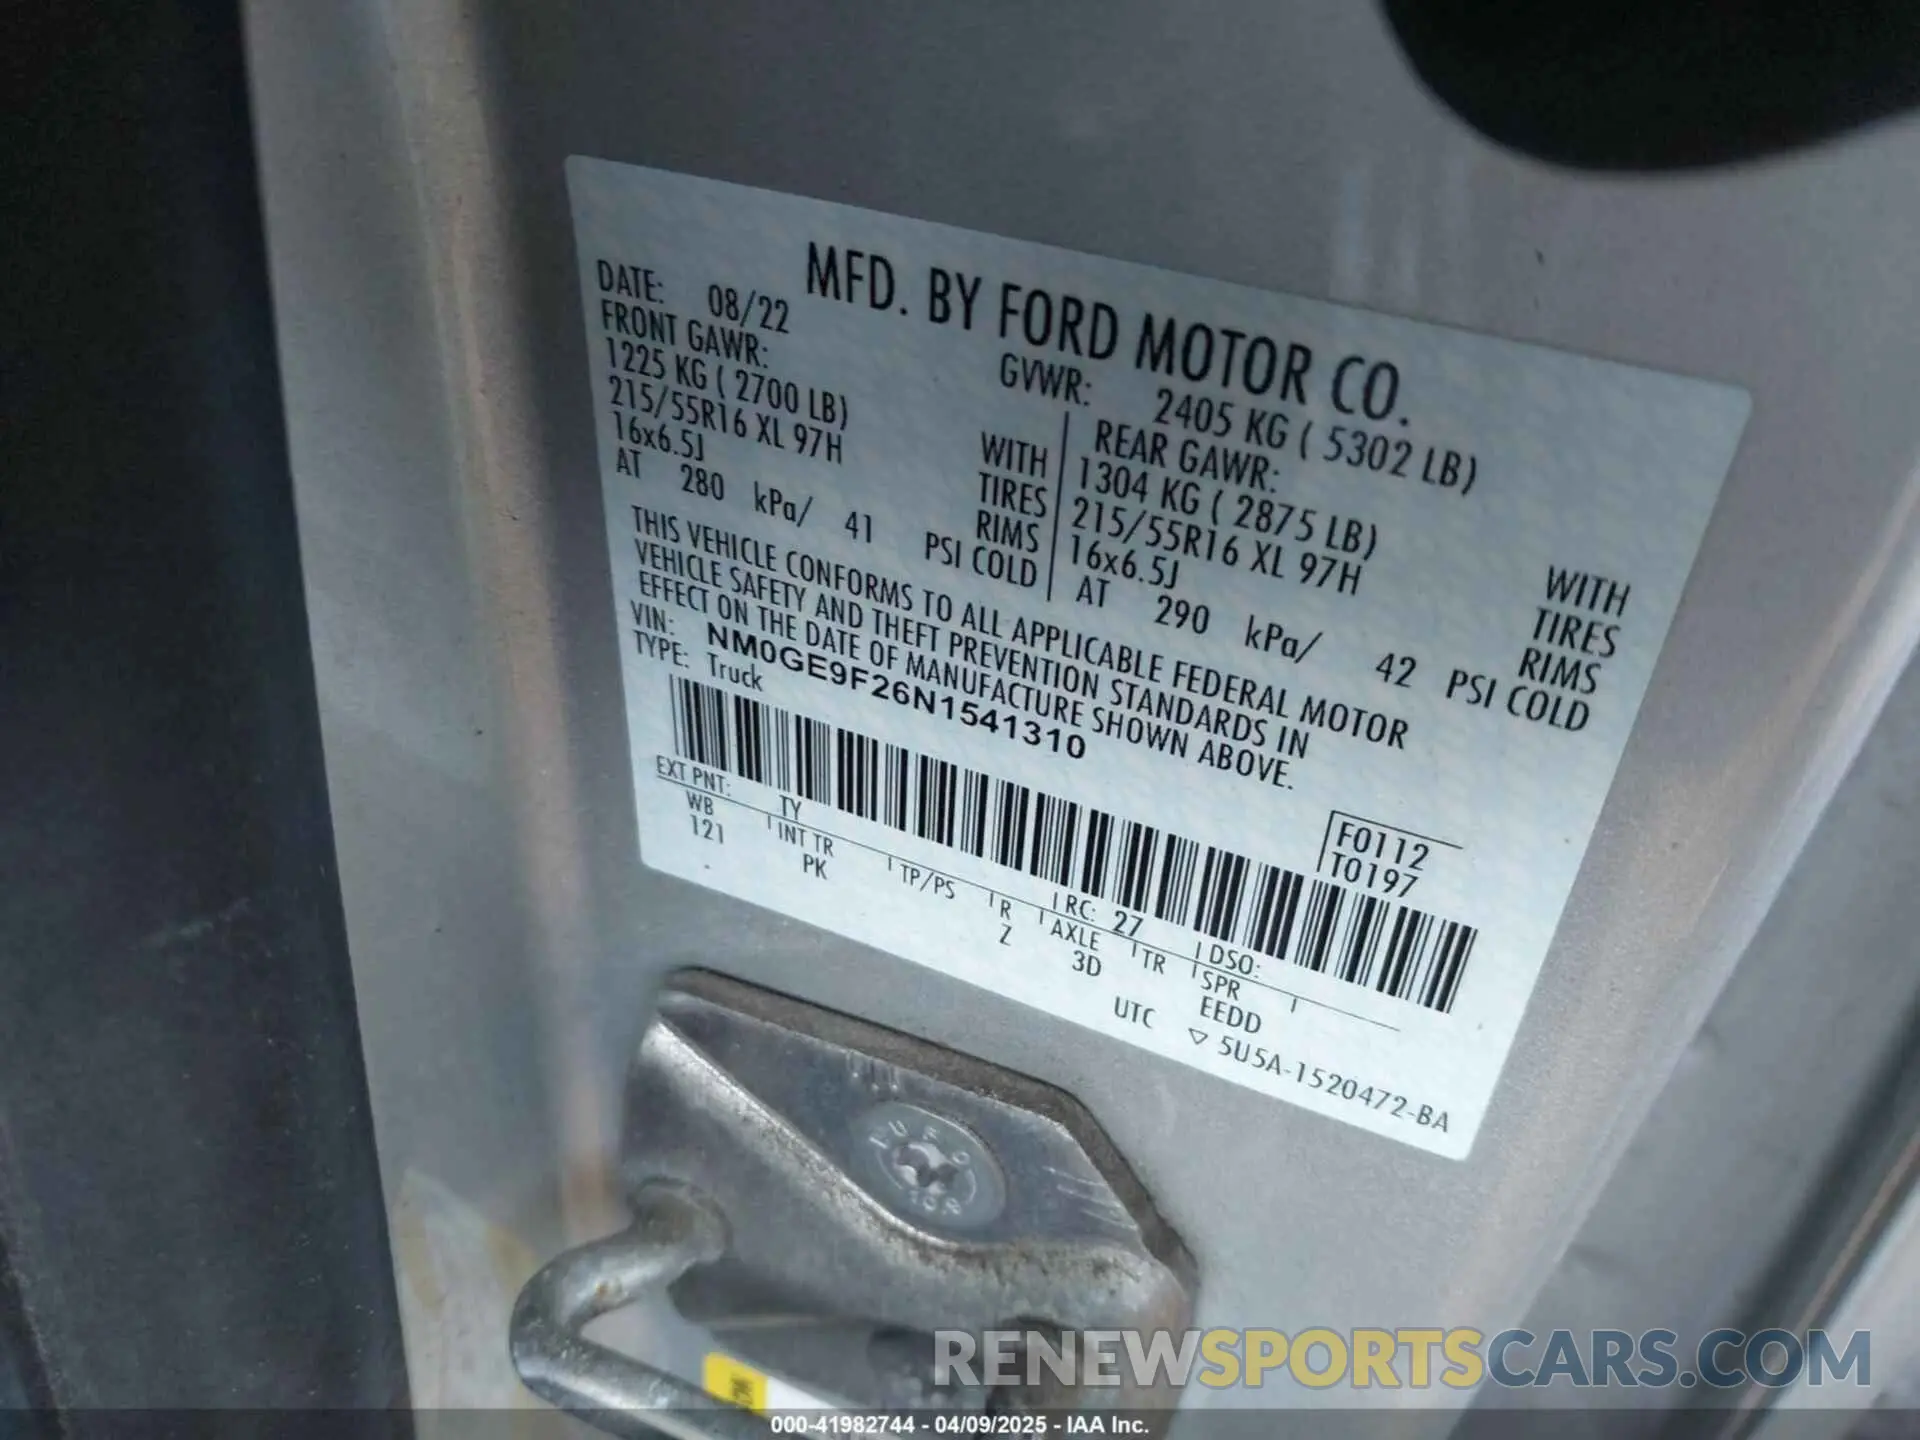 MFD. BY FORD MOTOR CO.
DATE: 08/22
GVWR: 2405 KG ( 5302 LB)
FRONT GAWR:
1225 KG ( 2700 LB) WITH
215/55R16 XL 97H TIRES
16x6.5J RIMS
AT 280 kPa/ 41 PSI COLD
REAR GAWR:
1304 KG ( 2875 LB) WITH
215/55R16 XL 97H TIRES
16x6.5J RIMS
AT 290 kPa/ 42 PSI COLD
THIS VEHICLE CONFORMS TO ALL APPLICABLE FEDERAL MOTOR
VEHICLE SAFETY AND THEFT PREVENTION STANDARDS IN
EFFECT ON THE DATE OF MANUFACTURE SHOWN ABOVE.
VIN: NM0GE9F26N1541310
TYPE: Truck
F0112
T0197
EXT PNT: TY RC: 27 DSO:
WB INT TR TP/PS R AXLE TR SPR
121 PK Z 3D EEDD
UTC ▽ 5U5A-1520472-BA
RENEWSPORTSCARS.COM
000-41982744 - 04/09/2025 - IAA Inc.